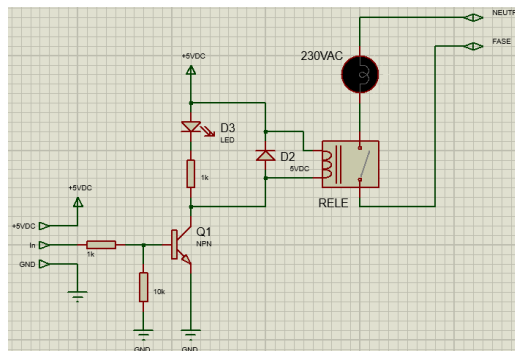 NEUTR
FASE
230VAC
+5VDC
D3
LED
D2
5VDC
1k
RELE
+5VDC
+5VDC
Q1
NPN
In
1k
GND
10k
GND
GND